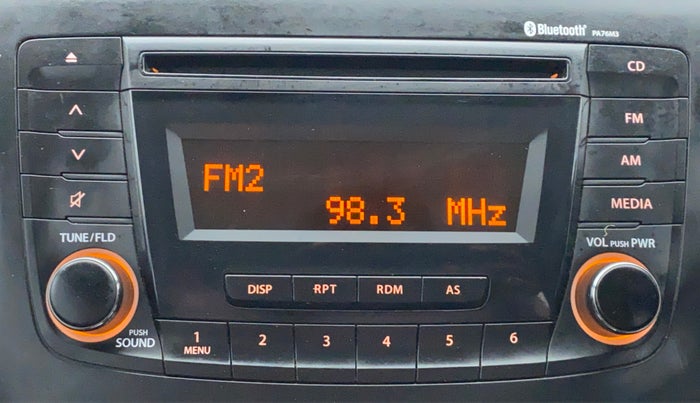 Bluetooth PA76M3
CD
FM
AM
MEDIA
FM2
98.3 MHz
TUNE/FLD
VOL PUSH PWR
DISP RPT RDM AS
PUSH
SOUND
1 2 3 4 5 6
MENU